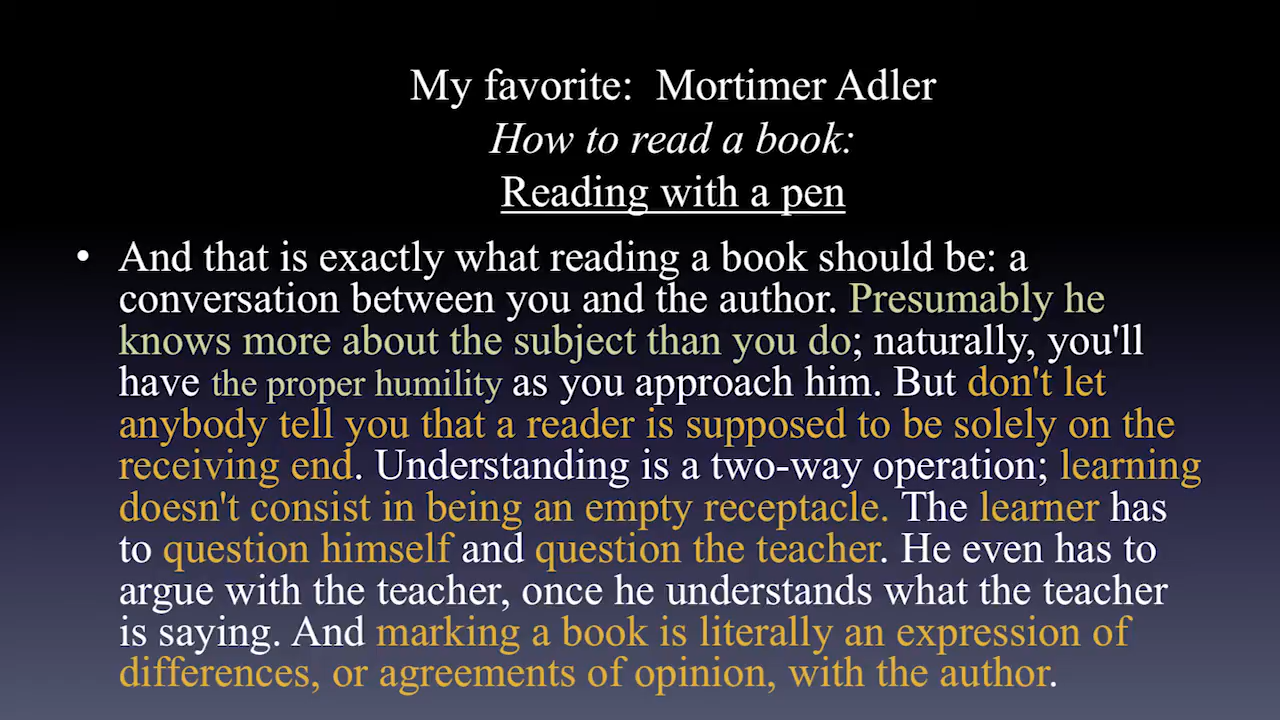 My favorite: Mortimer Adler
How to read a book:
Reading with a pen
• And that is exactly what reading a book should be: a
conversation between you and the author. Presumably he
knows more about the subject than you do; naturally, you'll
have the proper humility as you approach him. But don't let
anybody tell you that a reader is supposed to be solely on the
receiving end. Understanding is a two-way operation; learning
doesn't consist in being an empty receptacle. The learner has
to question himself and question the teacher. He even has to
argue with the teacher, once he understands what the teacher
is saying. And marking a book is literally an expression of
differences, or agreements of opinion, with the author.